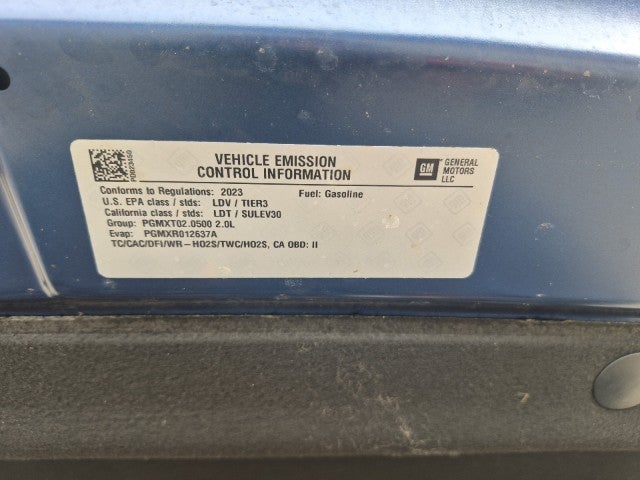 VEHICLE EMISSION
CONTROL INFORMATION
GM GENERAL
MOTORS
LLC
Conforms to Regulations: 2023 Fuel: Gasoline
U.S. EPA class / stds: LDV / TIER3
California class / stds: LDT / SULEV30
Group: PGMXT02.0500 2.0L
Evap: PGMXR012637A
TC/CAC/DFI/WR-HO2S/TWC/HO2S, CA OBD: II